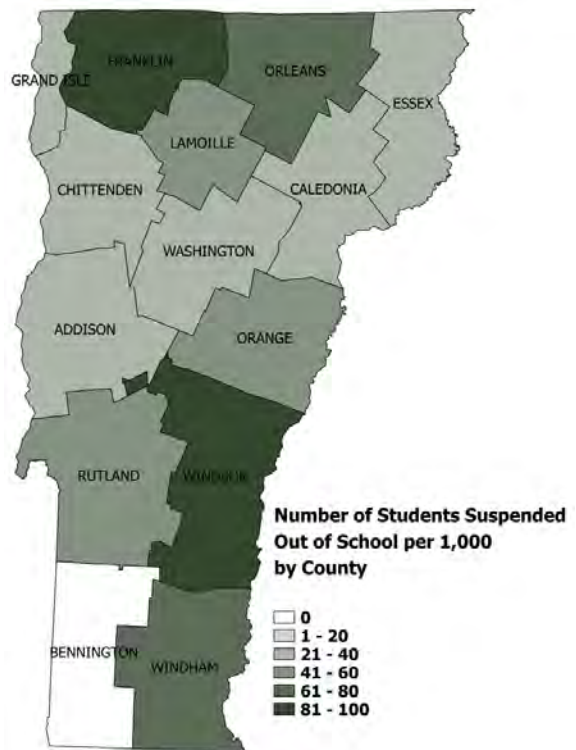 FRANKLIN
ORLEANS
GRAND ISLE
ESSEX
LAMOILLE
CHITTENDEN
CALEDONIA
WASHINGTON
ADDISON
ORANGE
RUTLAND
WINDSOR
Number of Students Suspended
Out of School per 1,000
by County
0
1 - 20
21 - 40
41 - 60
61 - 80
81 - 100
BENNINGTON
WINDHAM